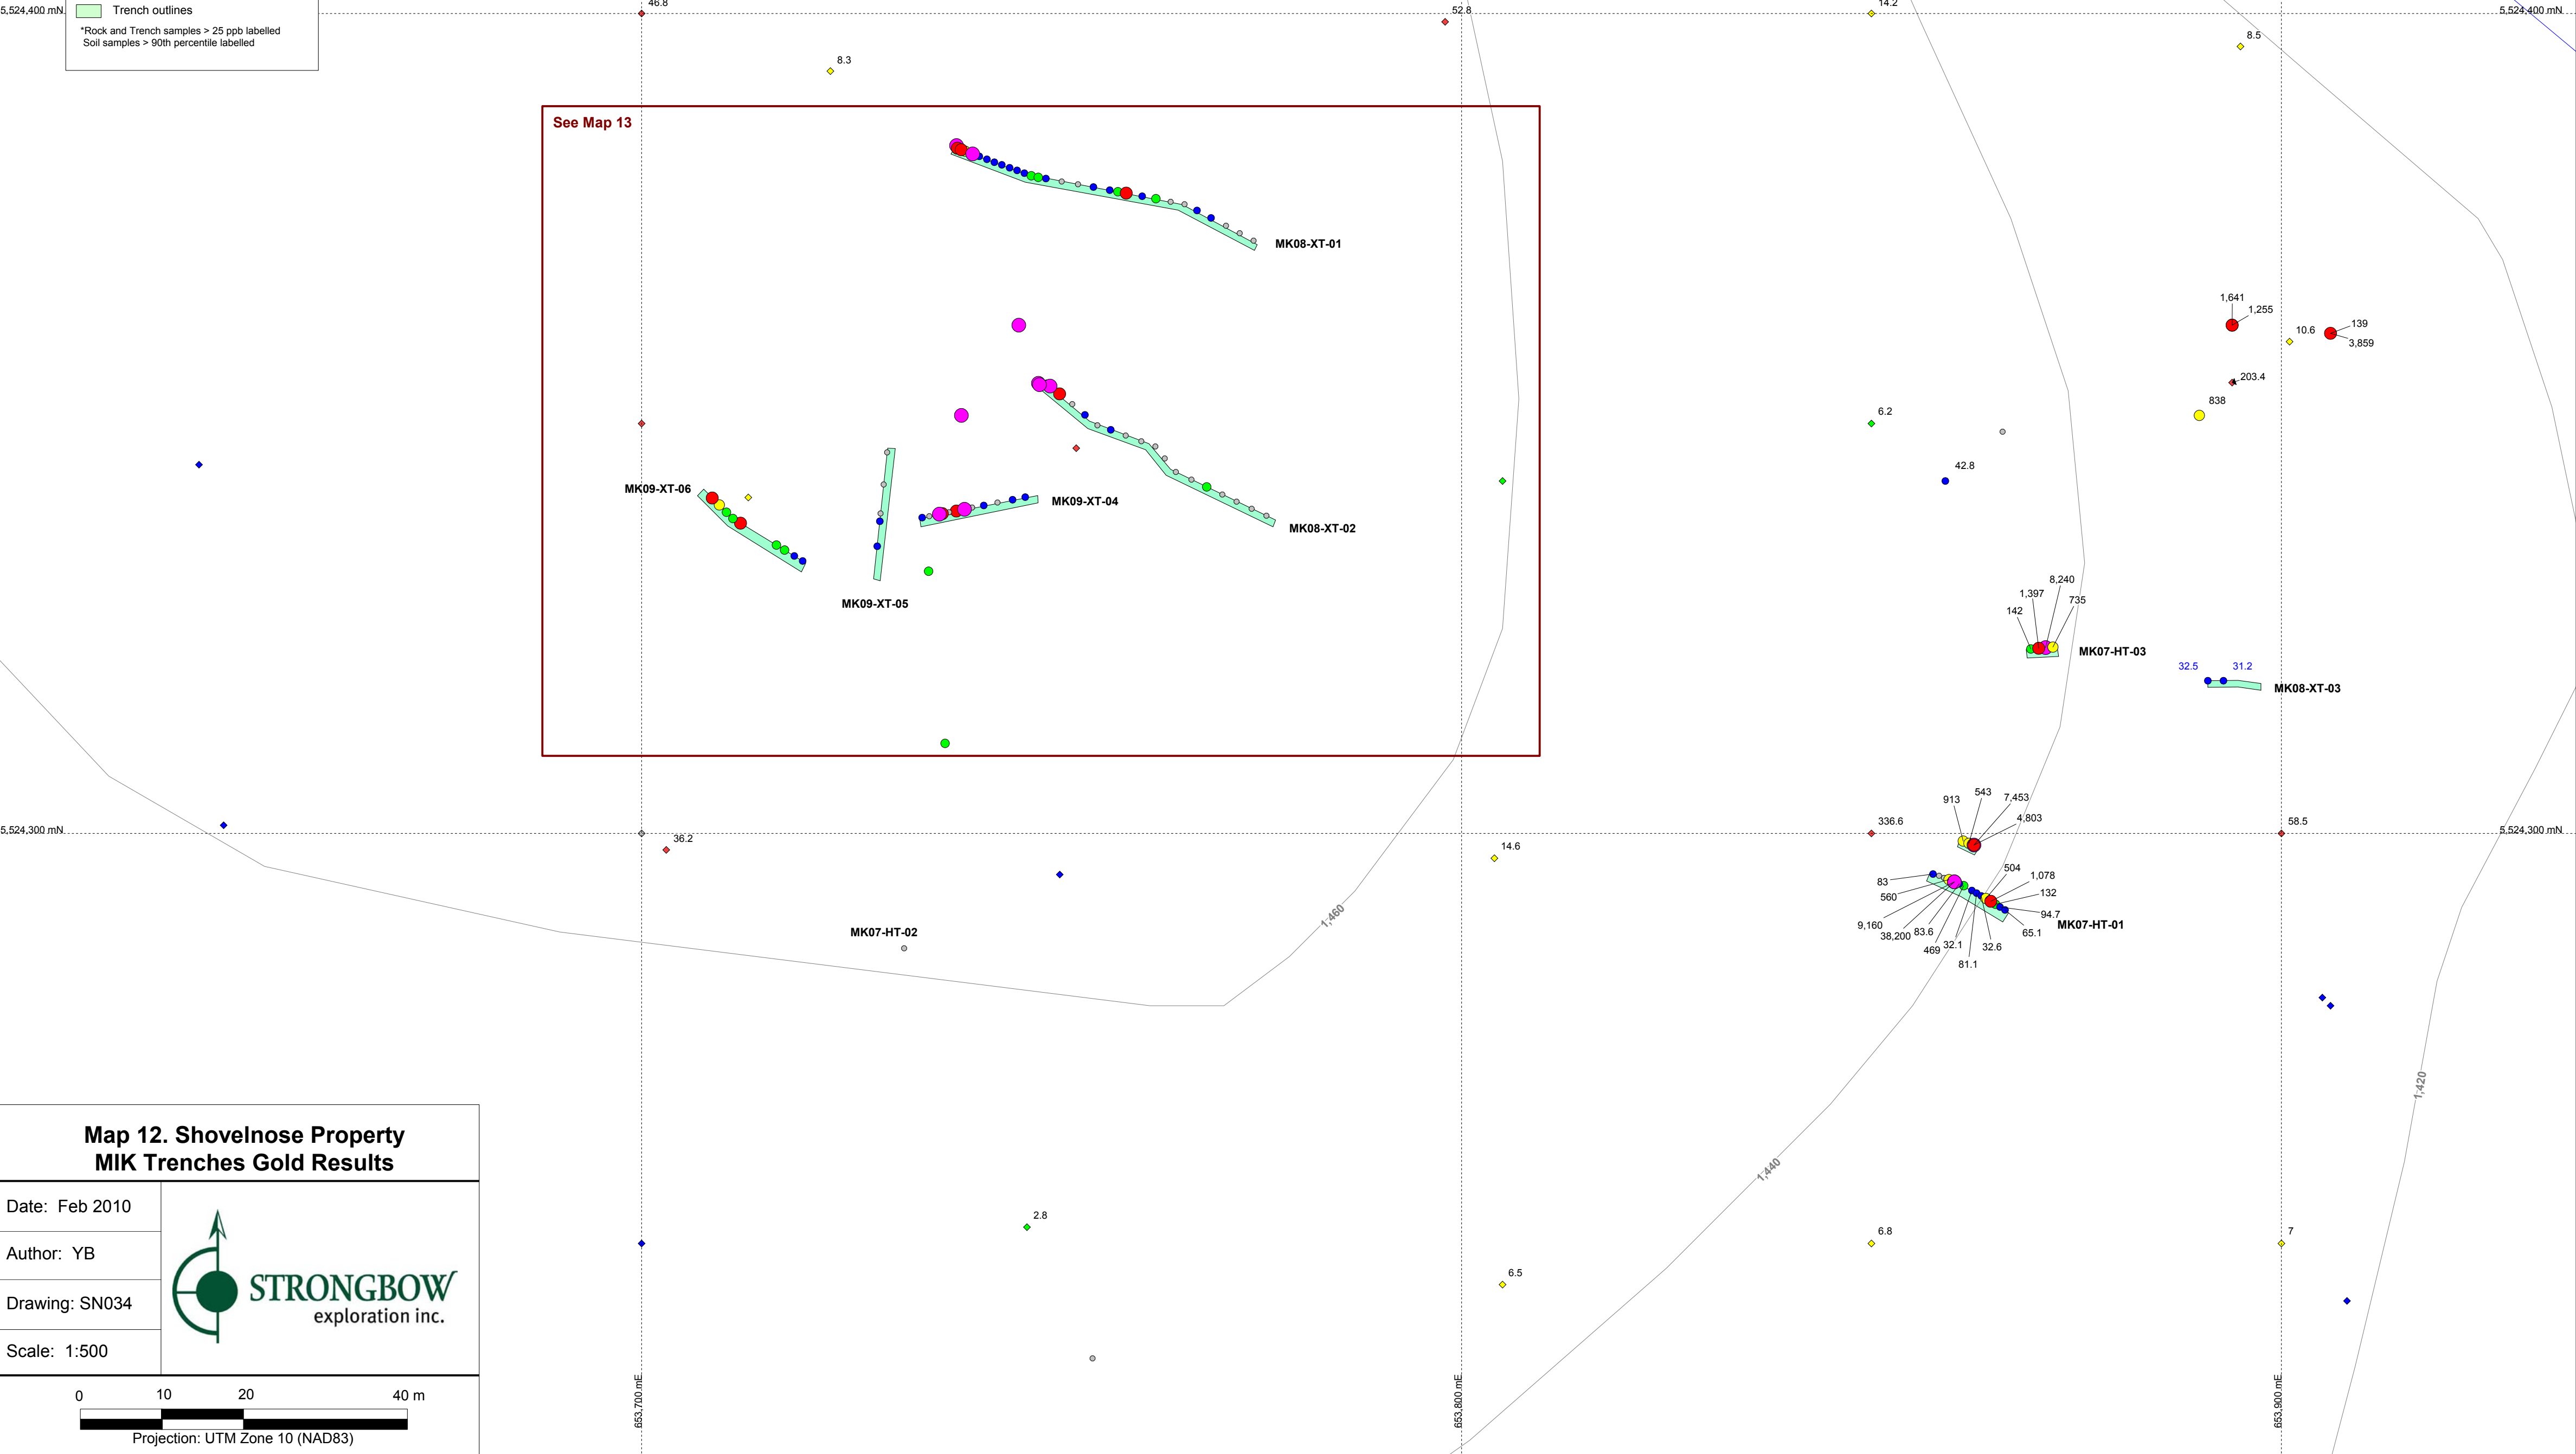 46.8
52.8
14.2
5,524,400 mN
5,524,400 mN
Trench outlines
*Rock and Trench samples > 25 ppb labelled
Soil samples > 90th percentile labelled
8.5
8.3
See Map 13
MK08-XT-01
1,641
1,255
10.6
139
3,859
203.4
838
6.2
42.8
MK09-XT-06
MK09-XT-04
MK08-XT-02
MK09-XT-05
8,240
1,397
735
142
MK07-HT-03
32.5
31.2
MK08-XT-03
913
543
7,453
4,803
5,524,300 mN
336.6
58.5
5,524,300 mN
36.2
14.6
504
1,078
132
83
560
94.7
9,160
38,200
83.6
469
32.1
81.1
32.6
65.1
MK07-HT-01
1,460
MK07-HT-02
1,420
1,440
Map 12. Shovelnose Property
MIK Trenches Gold Results
Date: Feb 2010
Author: YB
Drawing: SN034
Scale: 1:500
STRONGBOW
exploration inc.
2.8
6.8
7
6.5
0 10 20 40 m
Projection: UTM Zone 10 (NAD83)
653,700 mE
653,800 mE
653,900 mE